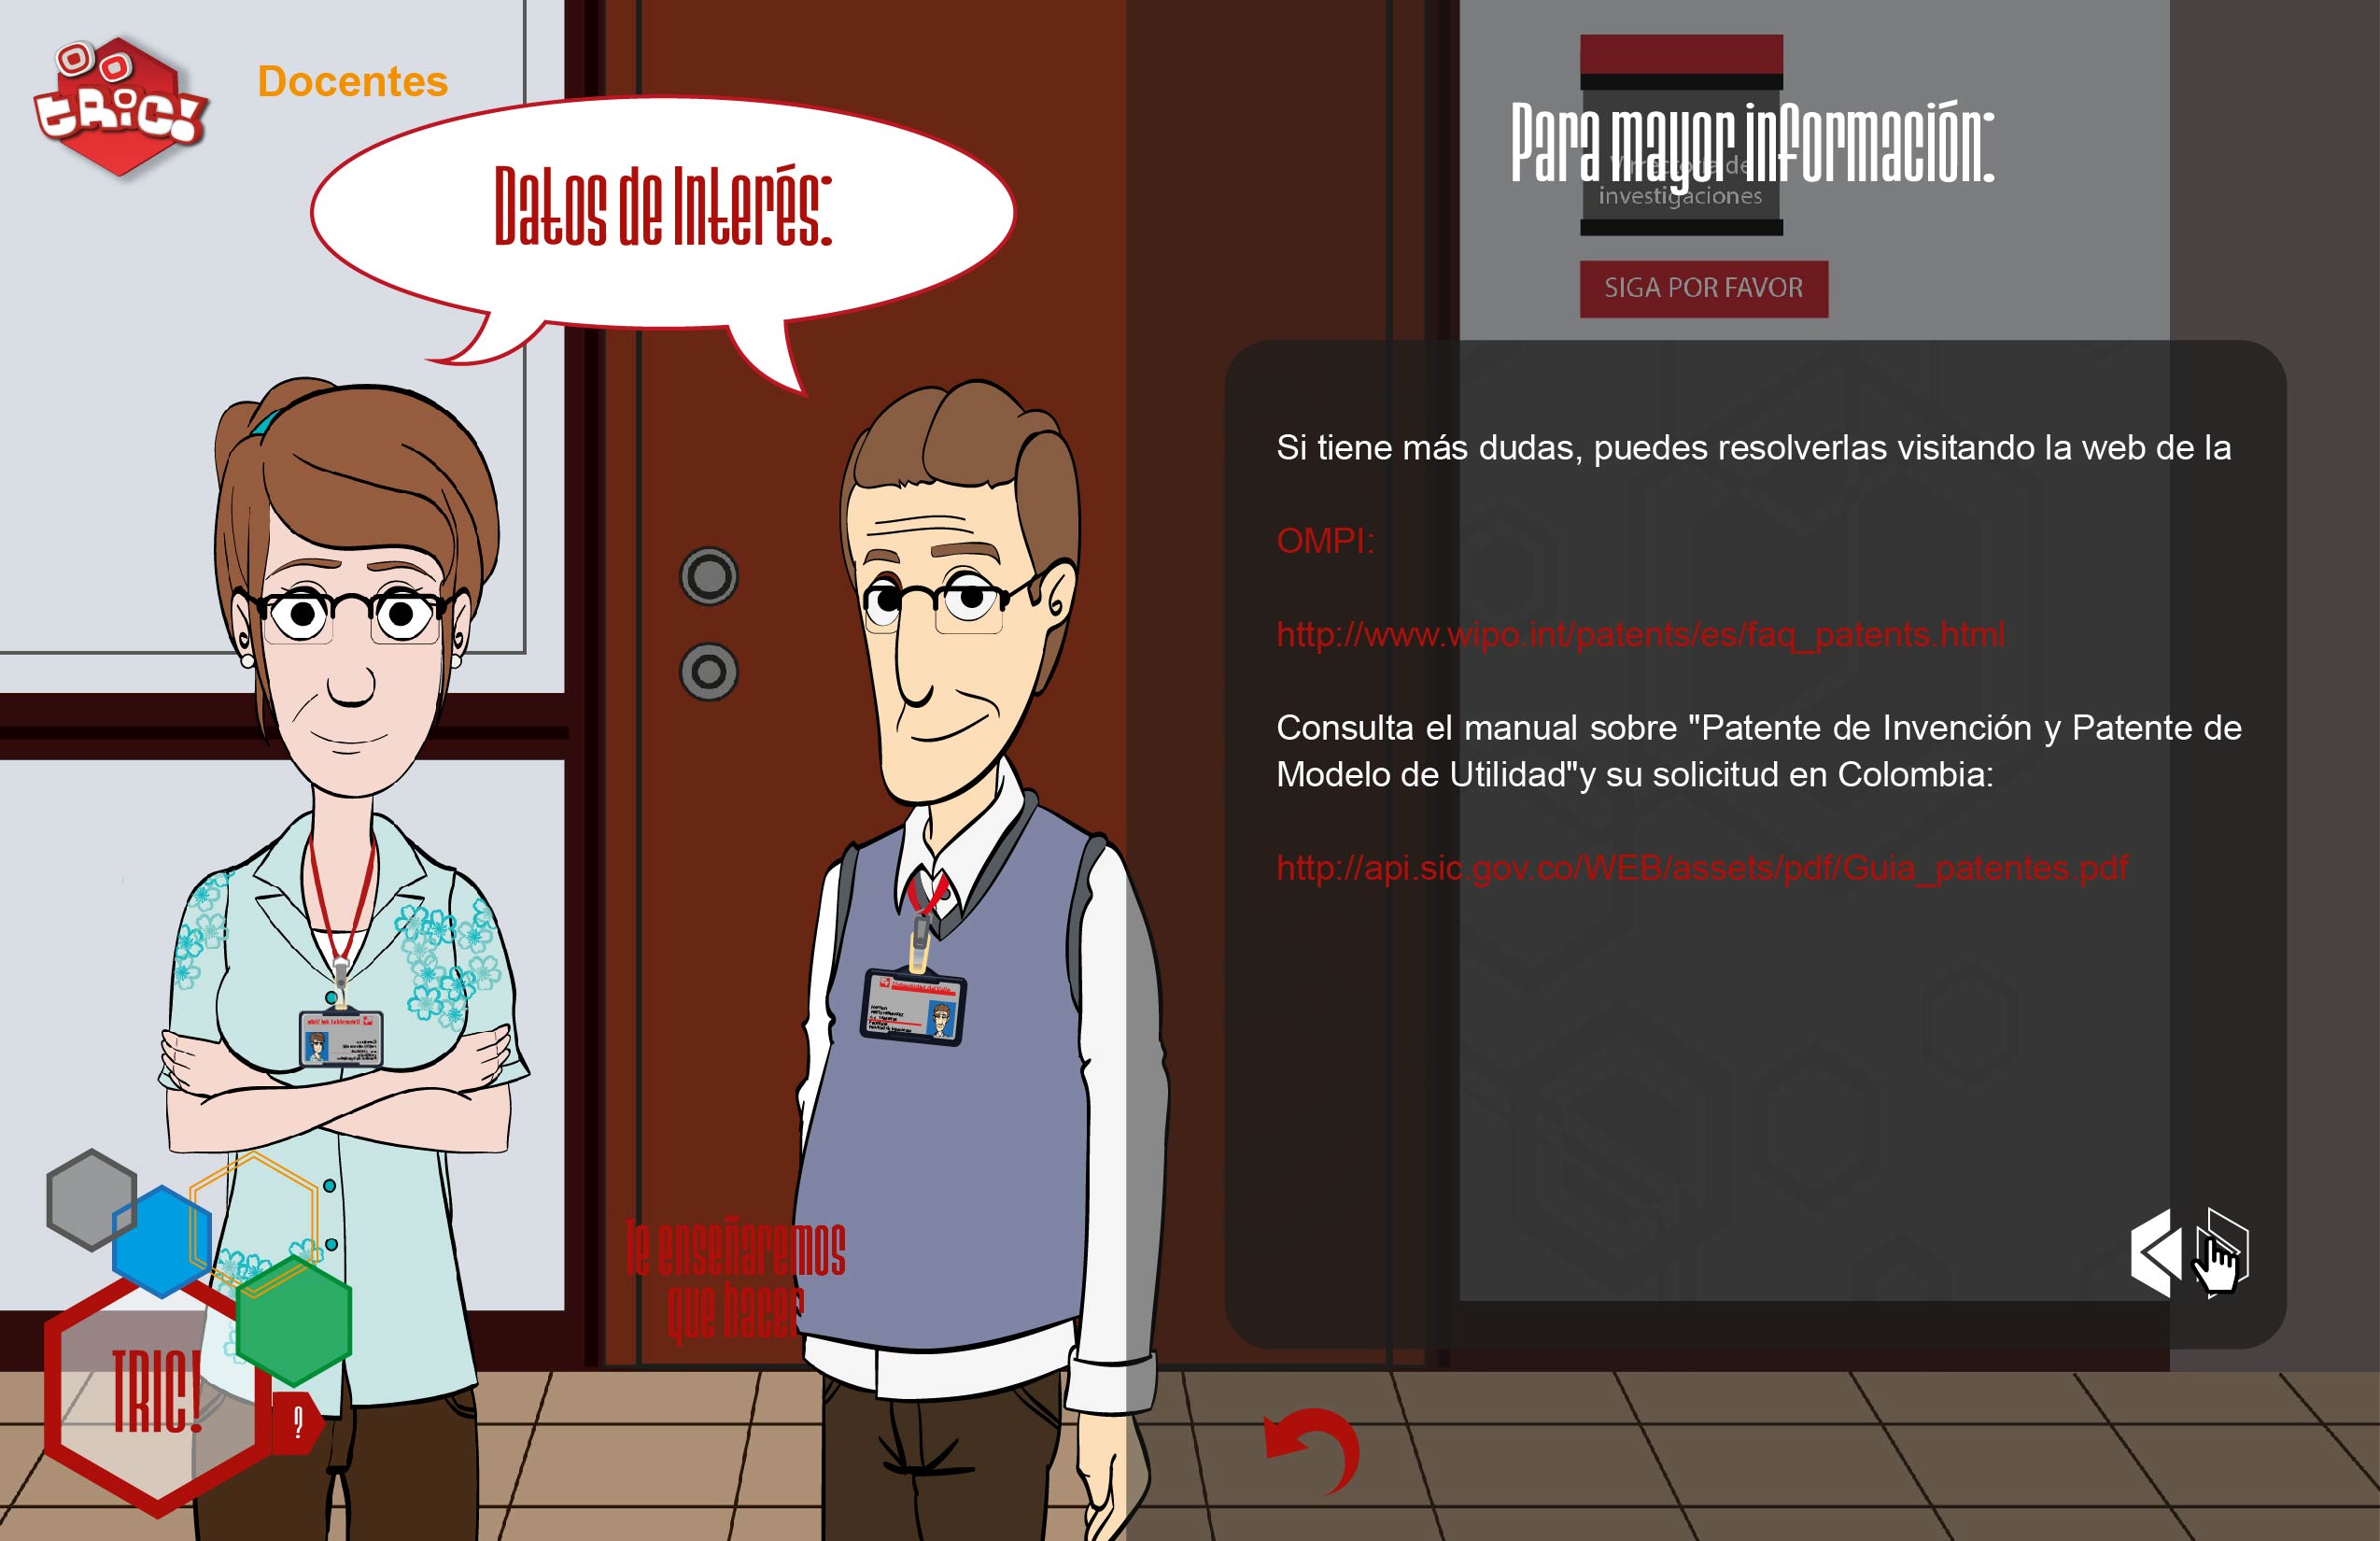 tRiC!
Docentes
Datos de Interés:
Para mayor información:
investigaciones
SIGA POR FAVOR
Si tiene más dudas, puedes resolverlas visitando la web de la
OMPI:
http://www.wipo.int/patents/es/faq_patents.html
Consulta el manual sobre "Patente de Invención y Patente de
Modelo de Utilidad"y su solicitud en Colombia:
http://api.sic.gov.co/WEB/assets/pdf/Guia_patentes.pdf
Te enseñaremos
que hacer
TRIC!
?